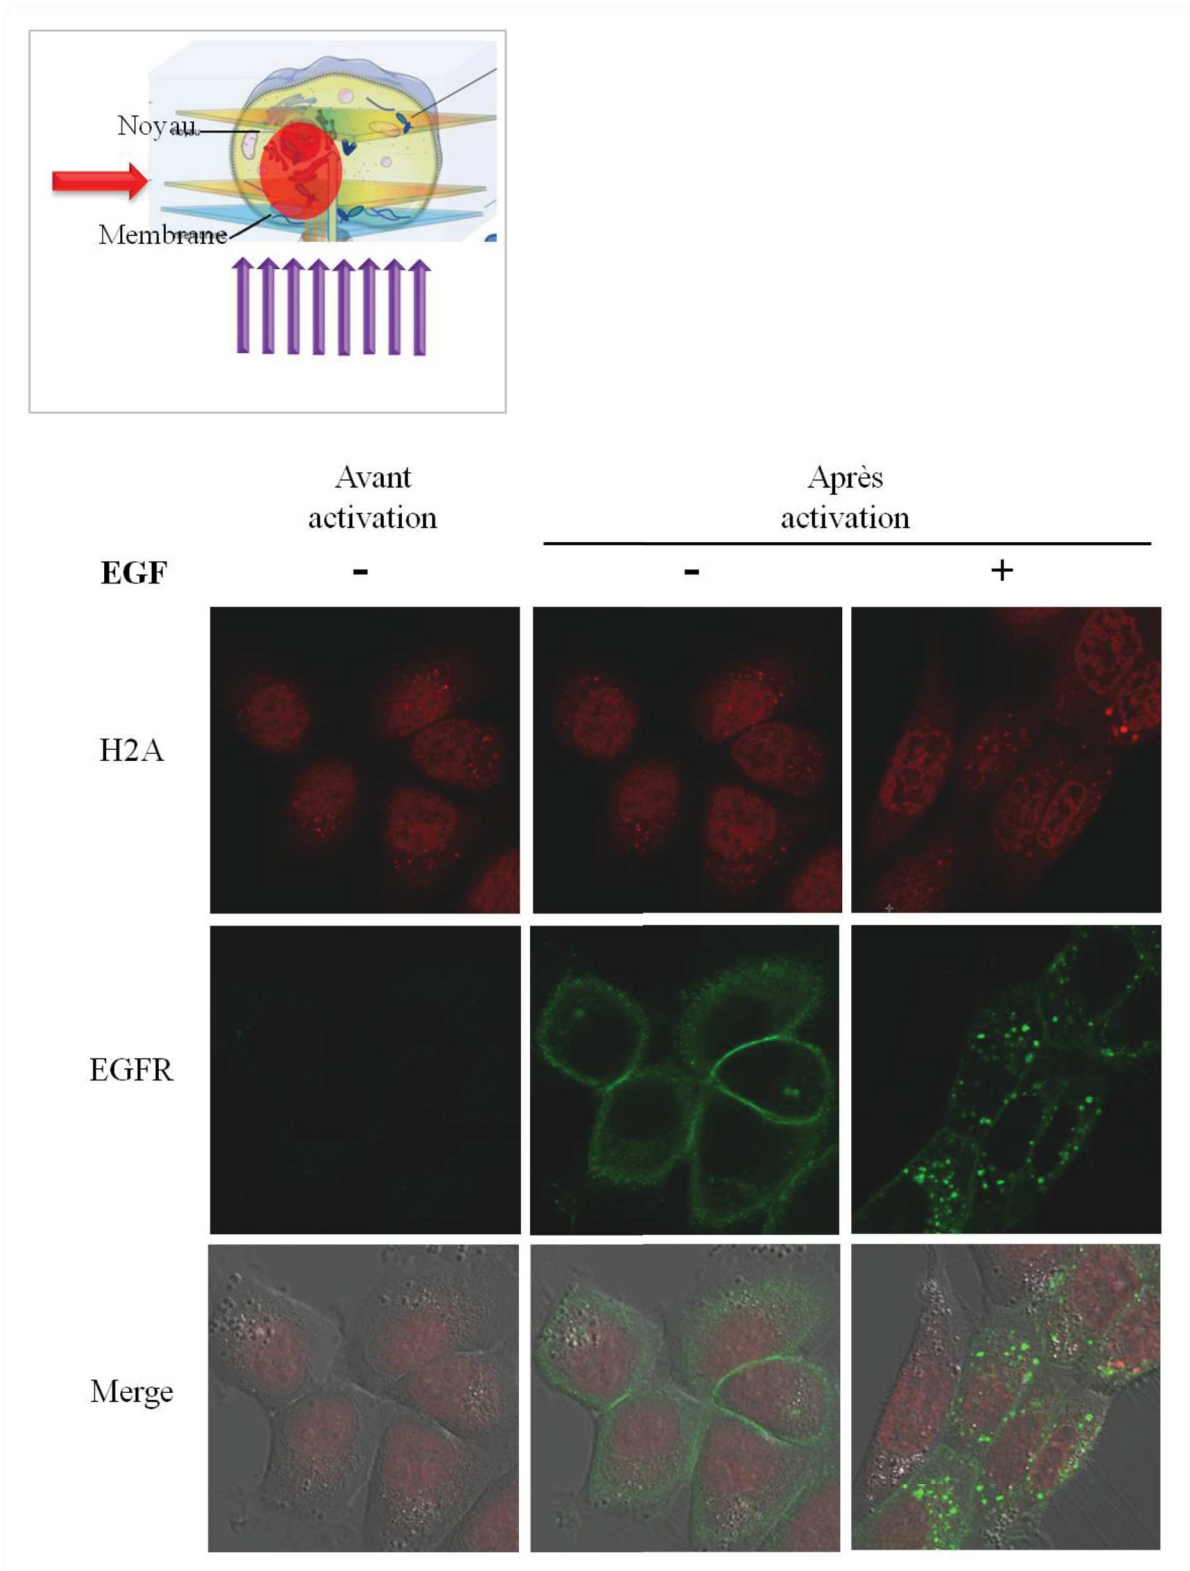 Noyau
Membrane
Avant
activation
Après
activation
EGF - - +
H2A
EGFR
Merge